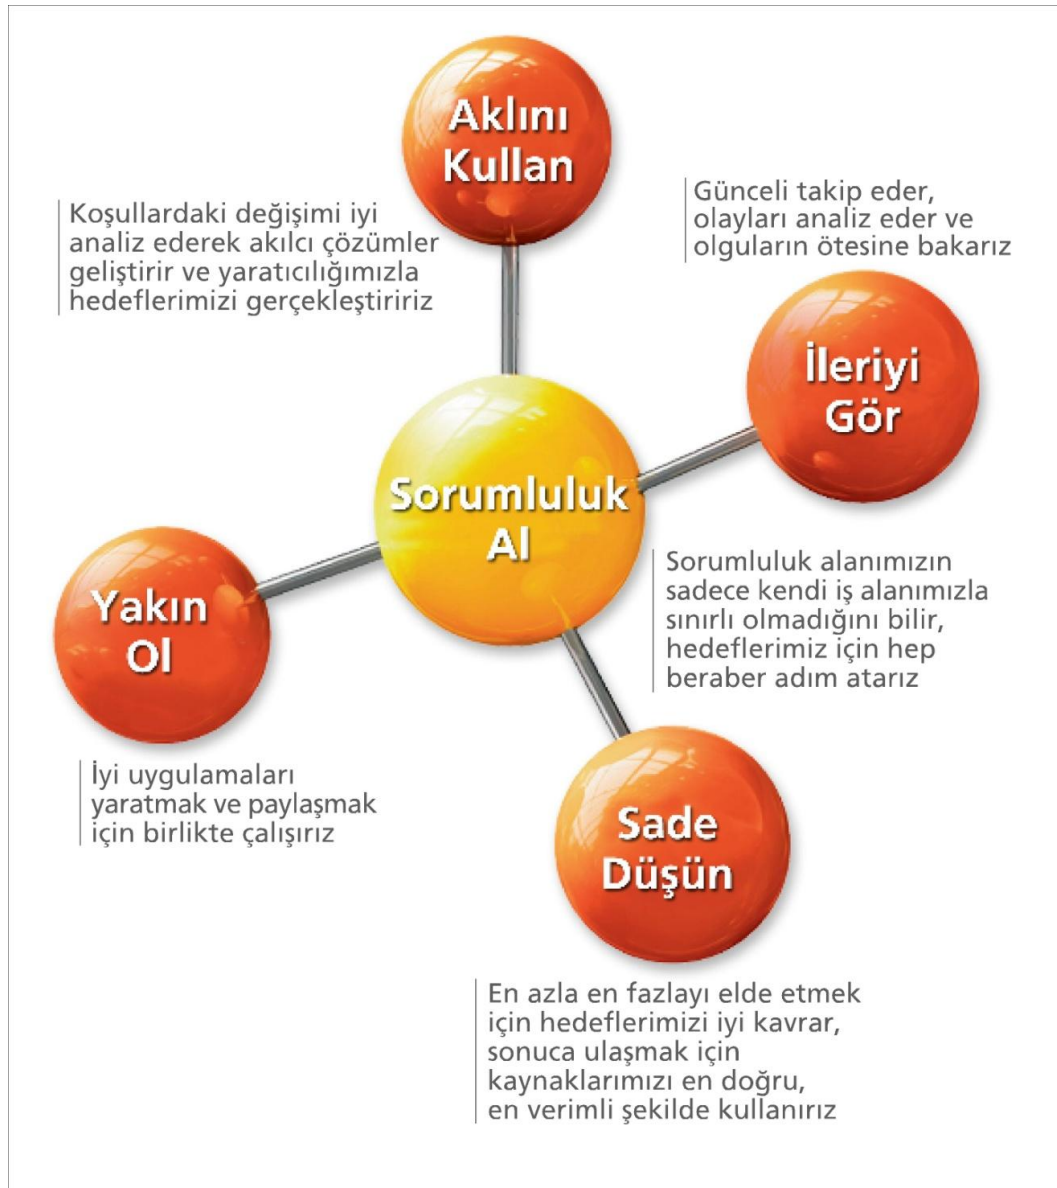 Aklını
Kullan
Koşullardaki değişimi iyi
analiz ederek akılcı çözümler
geliştirir ve yaratıcılığımızla
hedeflerimizi gerçekleştiririz
Günceli takip eder,
olayları analiz eder ve
olguların ötesine bakarız
İleriyi
Gör
Sorumluluk
Al
Sorumluluk alanımızın
sadece kendi iş alanımızla
sınırlı olmadığını bilir,
hedeflerimiz için hep
beraber adım atarız
Yakın
Ol
İyi uygulamaları
yaratmak ve paylaşmak
için birlikte çalışırız
Sade
Düşün
En azla en fazlayı elde etmek
için hedeflerimizi iyi kavrar,
sonuca ulaşmak için
kaynaklarımızı en doğru,
en verimli şekilde kullanırız